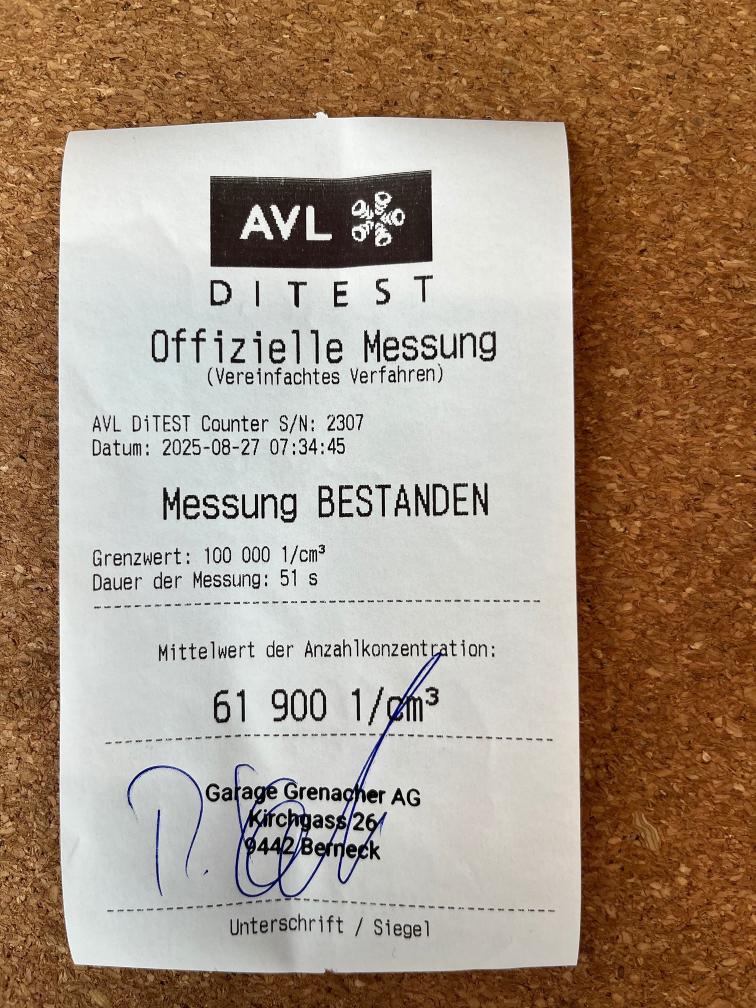 AVL
DITEST
Offizielle Messung
(Vereinfachtes Verfahren)
AVL DiTEST Counter S/N: 2307
Datum: 2025-08-27 07:34:45
Messung BESTANDEN
Grenzwert: 100 000 1/cm³
Dauer der Messung: 51 s
Mittelwert der Anzahlkonzentration:
61 900 1/cm³
Garage Grenacher AG
Kirchgass 26
9442 Berneck
Unterschrift / Siegel